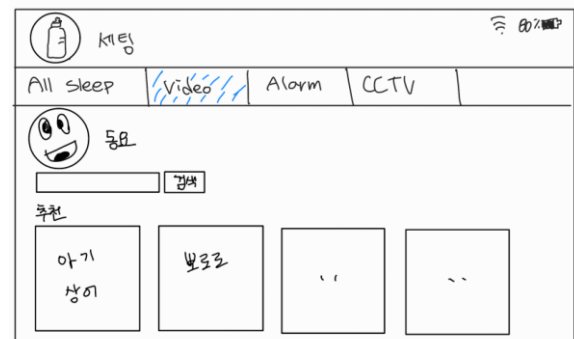 세팅 80%
All sleep Video Alarm CCTV
동요
검색
추천
아기 뽀로로
상어